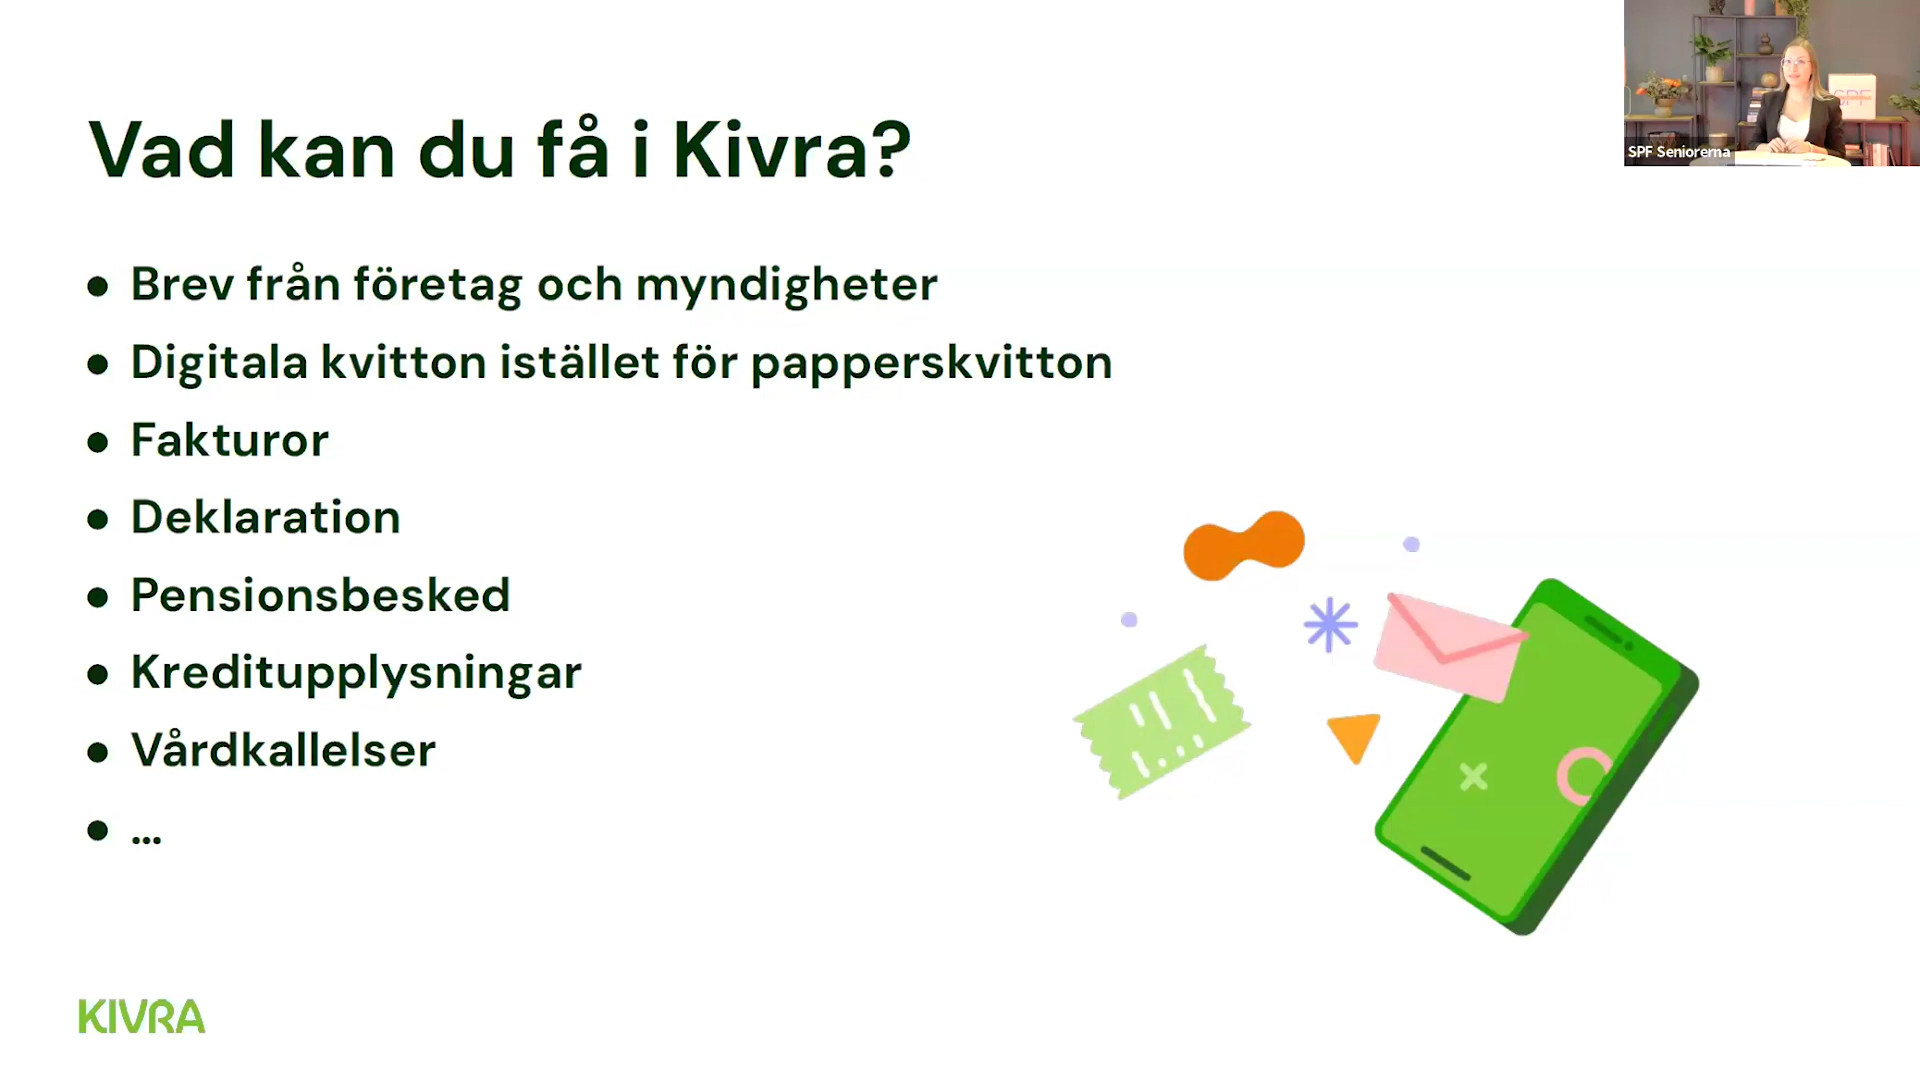 Vad kan du få i Kivra?
● Brev från företag och myndigheter
● Digitala kvitton istället för papperskvitton
● Fakturor
● Deklaration
● Pensionsbesked
● Kreditupplysningar
● Vårdkallelser
● ...
KIVRA
SPF
SPF Seniorerna